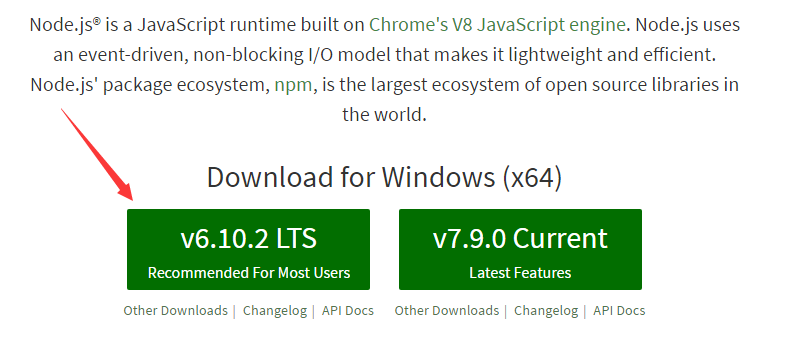 Node.js® is a JavaScript runtime built on Chrome's V8 JavaScript engine. Node.js uses
an event-driven, non-blocking I/O model that makes it lightweight and efficient.
Node.js' package ecosystem, npm, is the largest ecosystem of open source libraries in
the world.
Download for Windows (x64)
v6.10.2 LTS
Recommended For Most Users
v7.9.0 Current
Latest Features
Other Downloads | Changelog | API Docs
Other Downloads | Changelog | API Docs